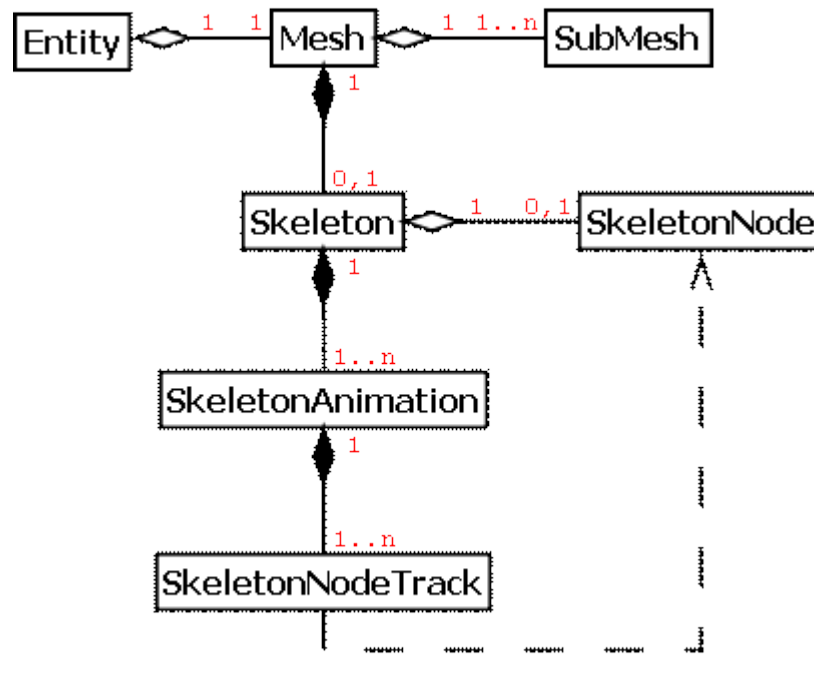 Entity 1 1 Mesh 1 1..n SubMesh
1
0,1
Skeleton 1 0,1 SkeletonNode
1
1..n
SkeletonAnimation
1
1..n
SkeletonNodeTrack